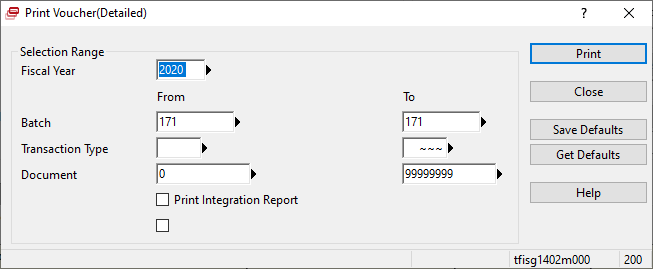 Print Voucher(Detailed)
Selection Range
Fiscal Year 2020
From To
Batch 171 171
Transaction Type ~~~
Document 0 99999999
Print Integration Report
Print
Close
Save Defaults
Get Defaults
Help
tfisg1402m000 200